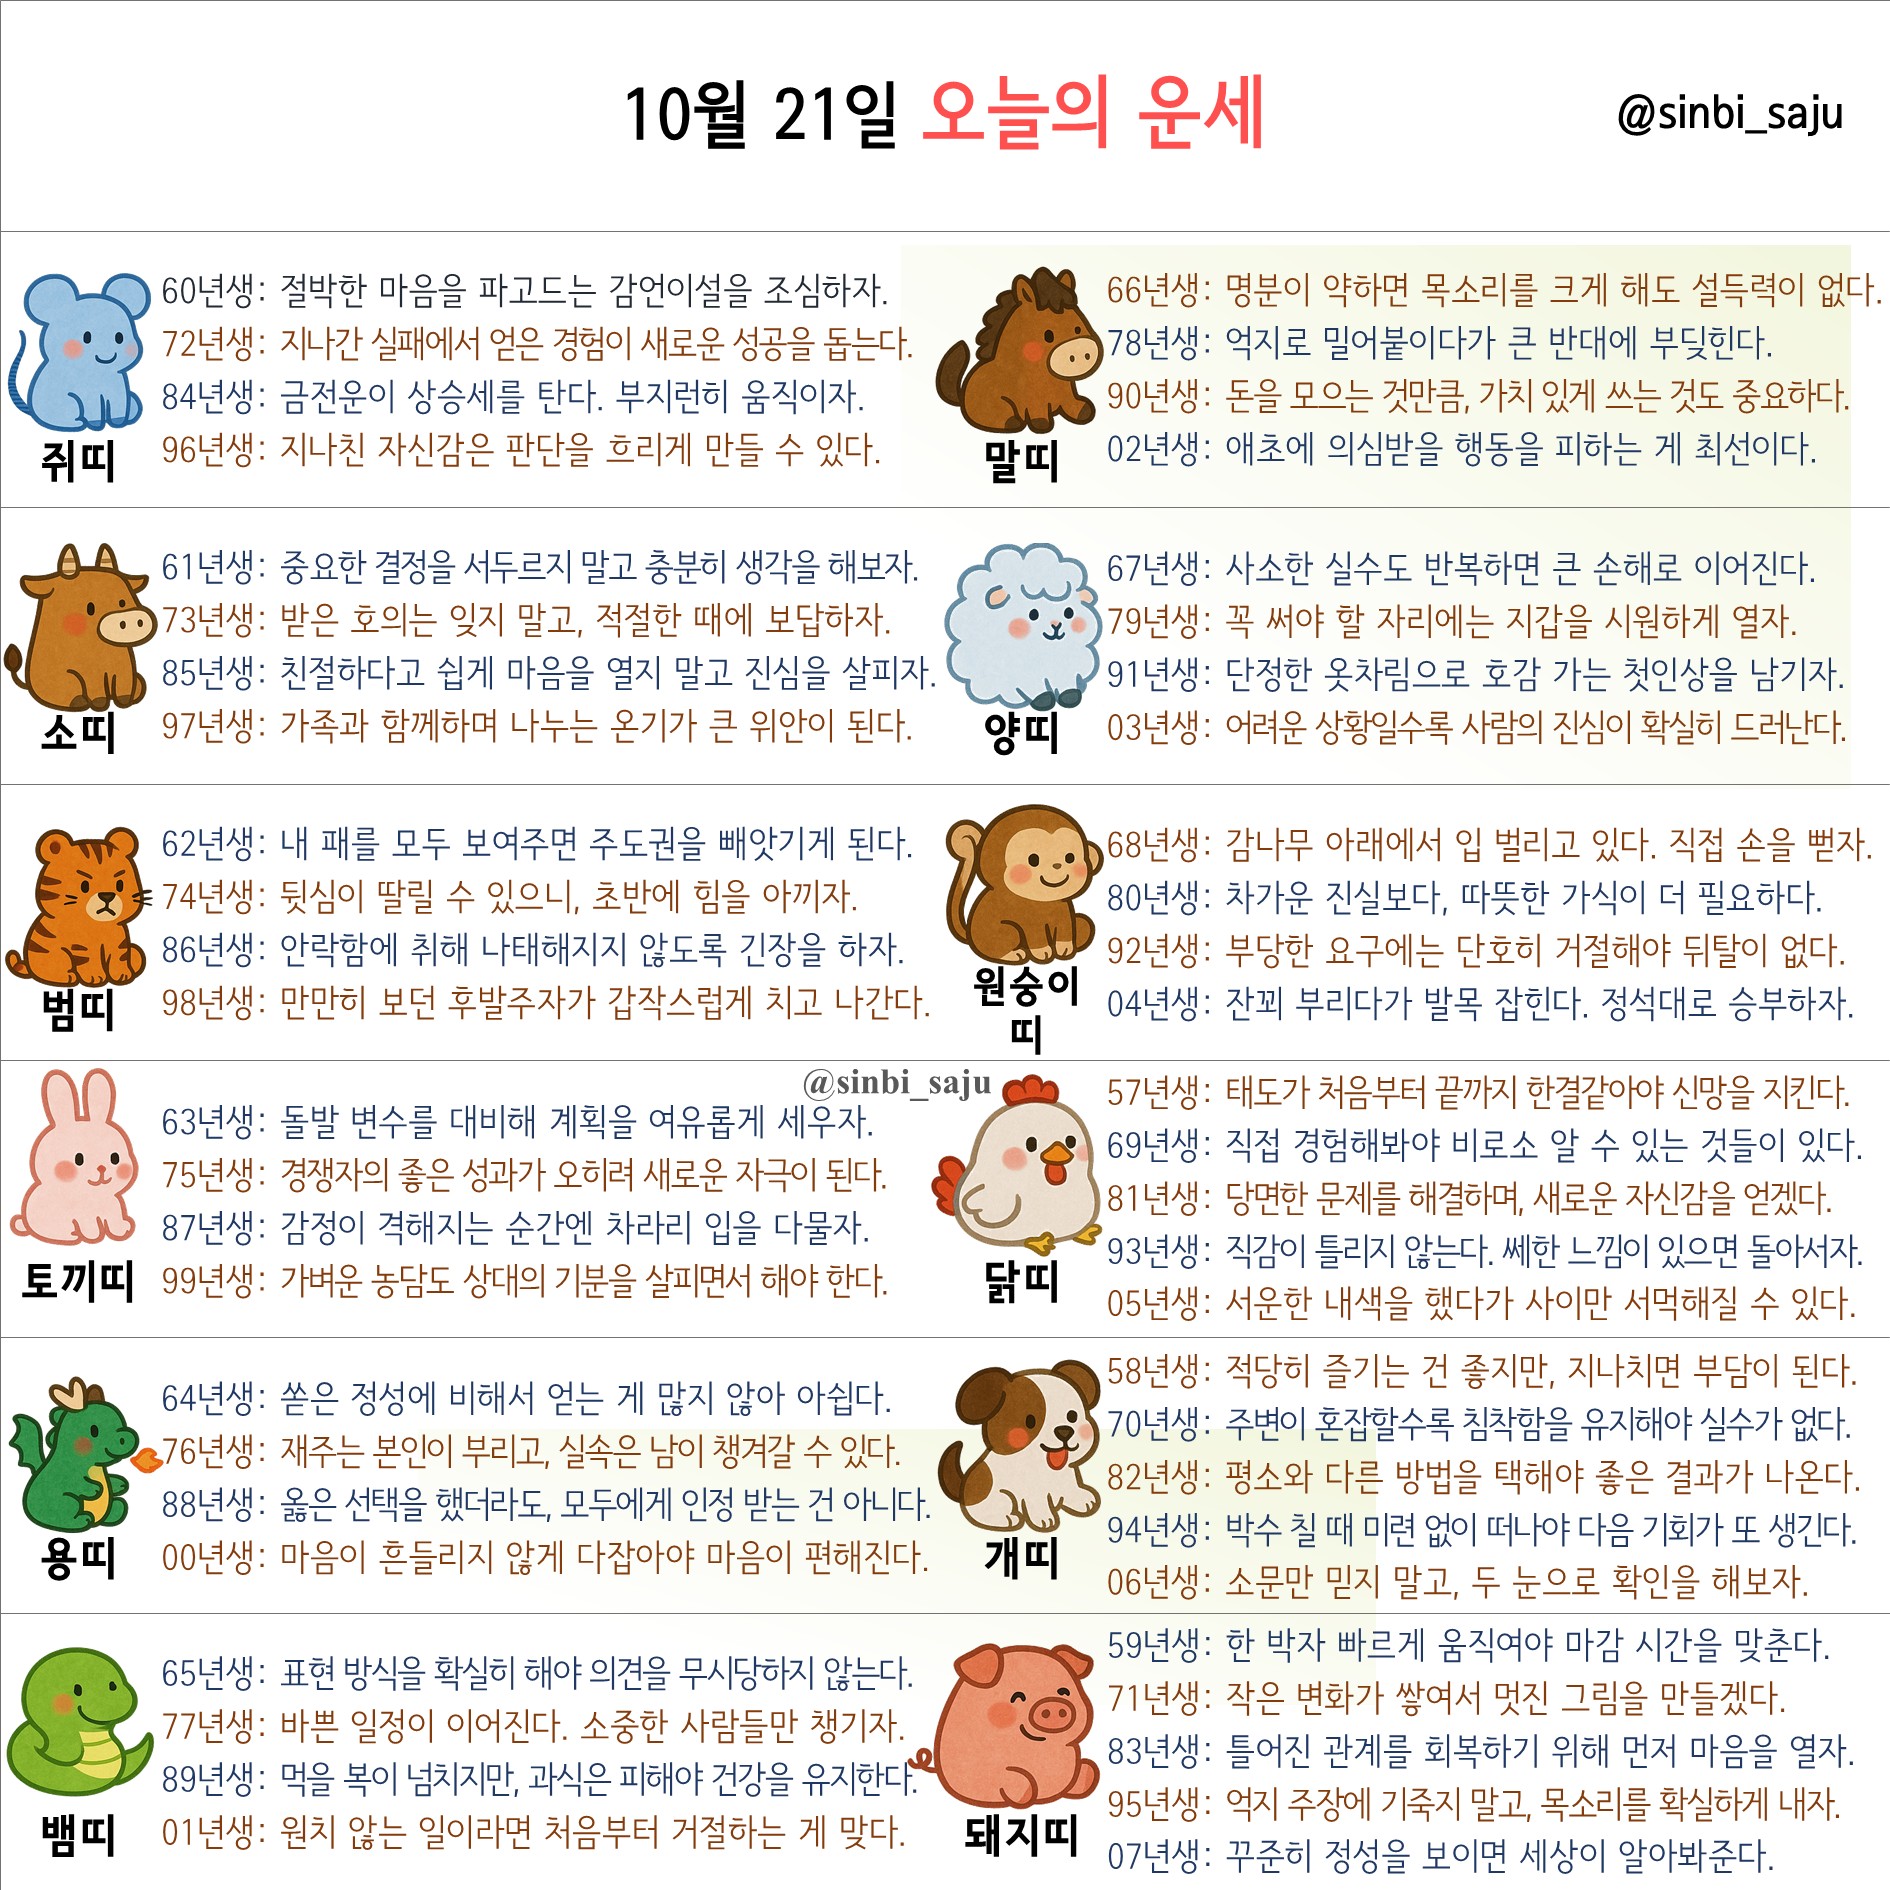 10월 21일 오늘의 운세
@sinbi_saju
60년생: 절박한 마음을 파고드는 감언이설을 조심하자.
72년생: 지나간 실패에서 얻은 경험이 새로운 성공을 돕는다.
84년생: 금전운이 상승세를 탄다. 부지런히 움직이자.
96년생: 지나친 자신감은 판단을 흐리게 만들 수 있다.
쥐띠
66년생: 명분이 약하면 목소리를 크게 해도 설득력이 없다.
78년생: 억지로 밀어붙이다가 큰 반대에 부딪힌다.
90년생: 돈을 모으는 것만큼, 가치 있게 쓰는 것도 중요하다.
02년생: 애초에 의심받을 행동을 피하는 게 최선이다.
말띠
61년생: 중요한 결정을 서두르지 말고 충분히 생각을 해보자.
73년생: 받은 호의는 잊지 말고, 적절한 때에 보답하자.
85년생: 친절하다고 쉽게 마음을 열지 말고 진심을 살피자.
97년생: 가족과 함께하며 나누는 온기가 큰 위안이 된다.
소띠
67년생: 사소한 실수도 반복하면 큰 손해로 이어진다.
79년생: 꼭 써야 할 자리에는 지갑을 시원하게 열자.
91년생: 단정한 옷차림으로 호감 가는 첫인상을 남기자.
03년생: 어려운 상황일수록 사람의 진심이 확실히 드러난다.
양띠
62년생: 내 패를 모두 보여주면 주도권을 빼앗기게 된다.
74년생: 뒷심이 딸릴 수 있으니, 초반에 힘을 아끼자.
86년생: 안락함에 취해 나태해지지 않도록 긴장을 하자.
98년생: 만만히 보던 후발주자가 갑작스럽게 치고 나간다.
범띠
68년생: 감나무 아래에서 입 벌리고 있다. 직접 손을 뻗자.
80년생: 차가운 진실보다, 따뜻한 가식이 더 필요하다.
92년생: 부당한 요구에는 단호히 거절해야 뒤탈이 없다.
04년생: 잔꾀 부리다가 발목 잡힌다. 정석대로 승부하자.
원숭이
띠
@sinbi_saju
63년생: 돌발 변수를 대비해 계획을 여유롭게 세우자.
75년생: 경쟁자의 좋은 성과가 오히려 새로운 자극이 된다.
87년생: 감정이 격해지는 순간엔 차라리 입을 다물자.
99년생: 가벼운 농담도 상대의 기분을 살피면서 해야 한다.
토끼띠
57년생: 태도가 처음부터 끝까지 한결같아야 신망을 지킨다.
69년생: 직접 경험해봐야 비로소 알 수 있는 것들이 있다.
81년생: 당면한 문제를 해결하며, 새로운 자신감을 얻겠다.
93년생: 직감이 틀리지 않는다. 쎄한 느낌이 있으면 돌아서자.
05년생: 서운한 내색을 했다가 사이만 서먹해질 수 있다.
닭띠
64년생: 쏟은 정성에 비해서 얻는 게 많지 않아 아쉽다.
76년생: 재주는 본인이 부리고, 실속은 남이 챙겨갈 수 있다.
88년생: 옳은 선택을 했더라도, 모두에게 인정 받는 건 아니다.
00년생: 마음이 흔들리지 않게 다잡아야 마음이 편해진다.
용띠
58년생: 적당히 즐기는 건 좋지만, 지나치면 부담이 된다.
70년생: 주변이 혼잡할수록 침착함을 유지해야 실수가 없다.
82년생: 평소와 다른 방법을 택해야 좋은 결과가 나온다.
94년생: 박수 칠 때 미련 없이 떠나야 다음 기회가 또 생긴다.
06년생: 소문만 믿지 말고, 두 눈으로 확인을 해보자.
개띠
65년생: 표현 방식을 확실히 해야 의견을 무시당하지 않는다.
77년생: 바쁜 일정이 이어진다. 소중한 사람들만 챙기자.
89년생: 먹을 복이 넘치지만, 과식은 피해야 건강을 유지한다.
01년생: 원치 않는 일이라면 처음부터 거절하는 게 맞다.
뱀띠
59년생: 한 박자 빠르게 움직여야 마감 시간을 맞춘다.
71년생: 작은 변화가 쌓여서 멋진 그림을 만들겠다.
83년생: 틀어진 관계를 회복하기 위해 먼저 마음을 열자.
95년생: 억지 주장에 기죽지 말고, 목소리를 확실하게 내자.
07년생: 꾸준히 정성을 보이면 세상이 알아봐준다.
돼지띠